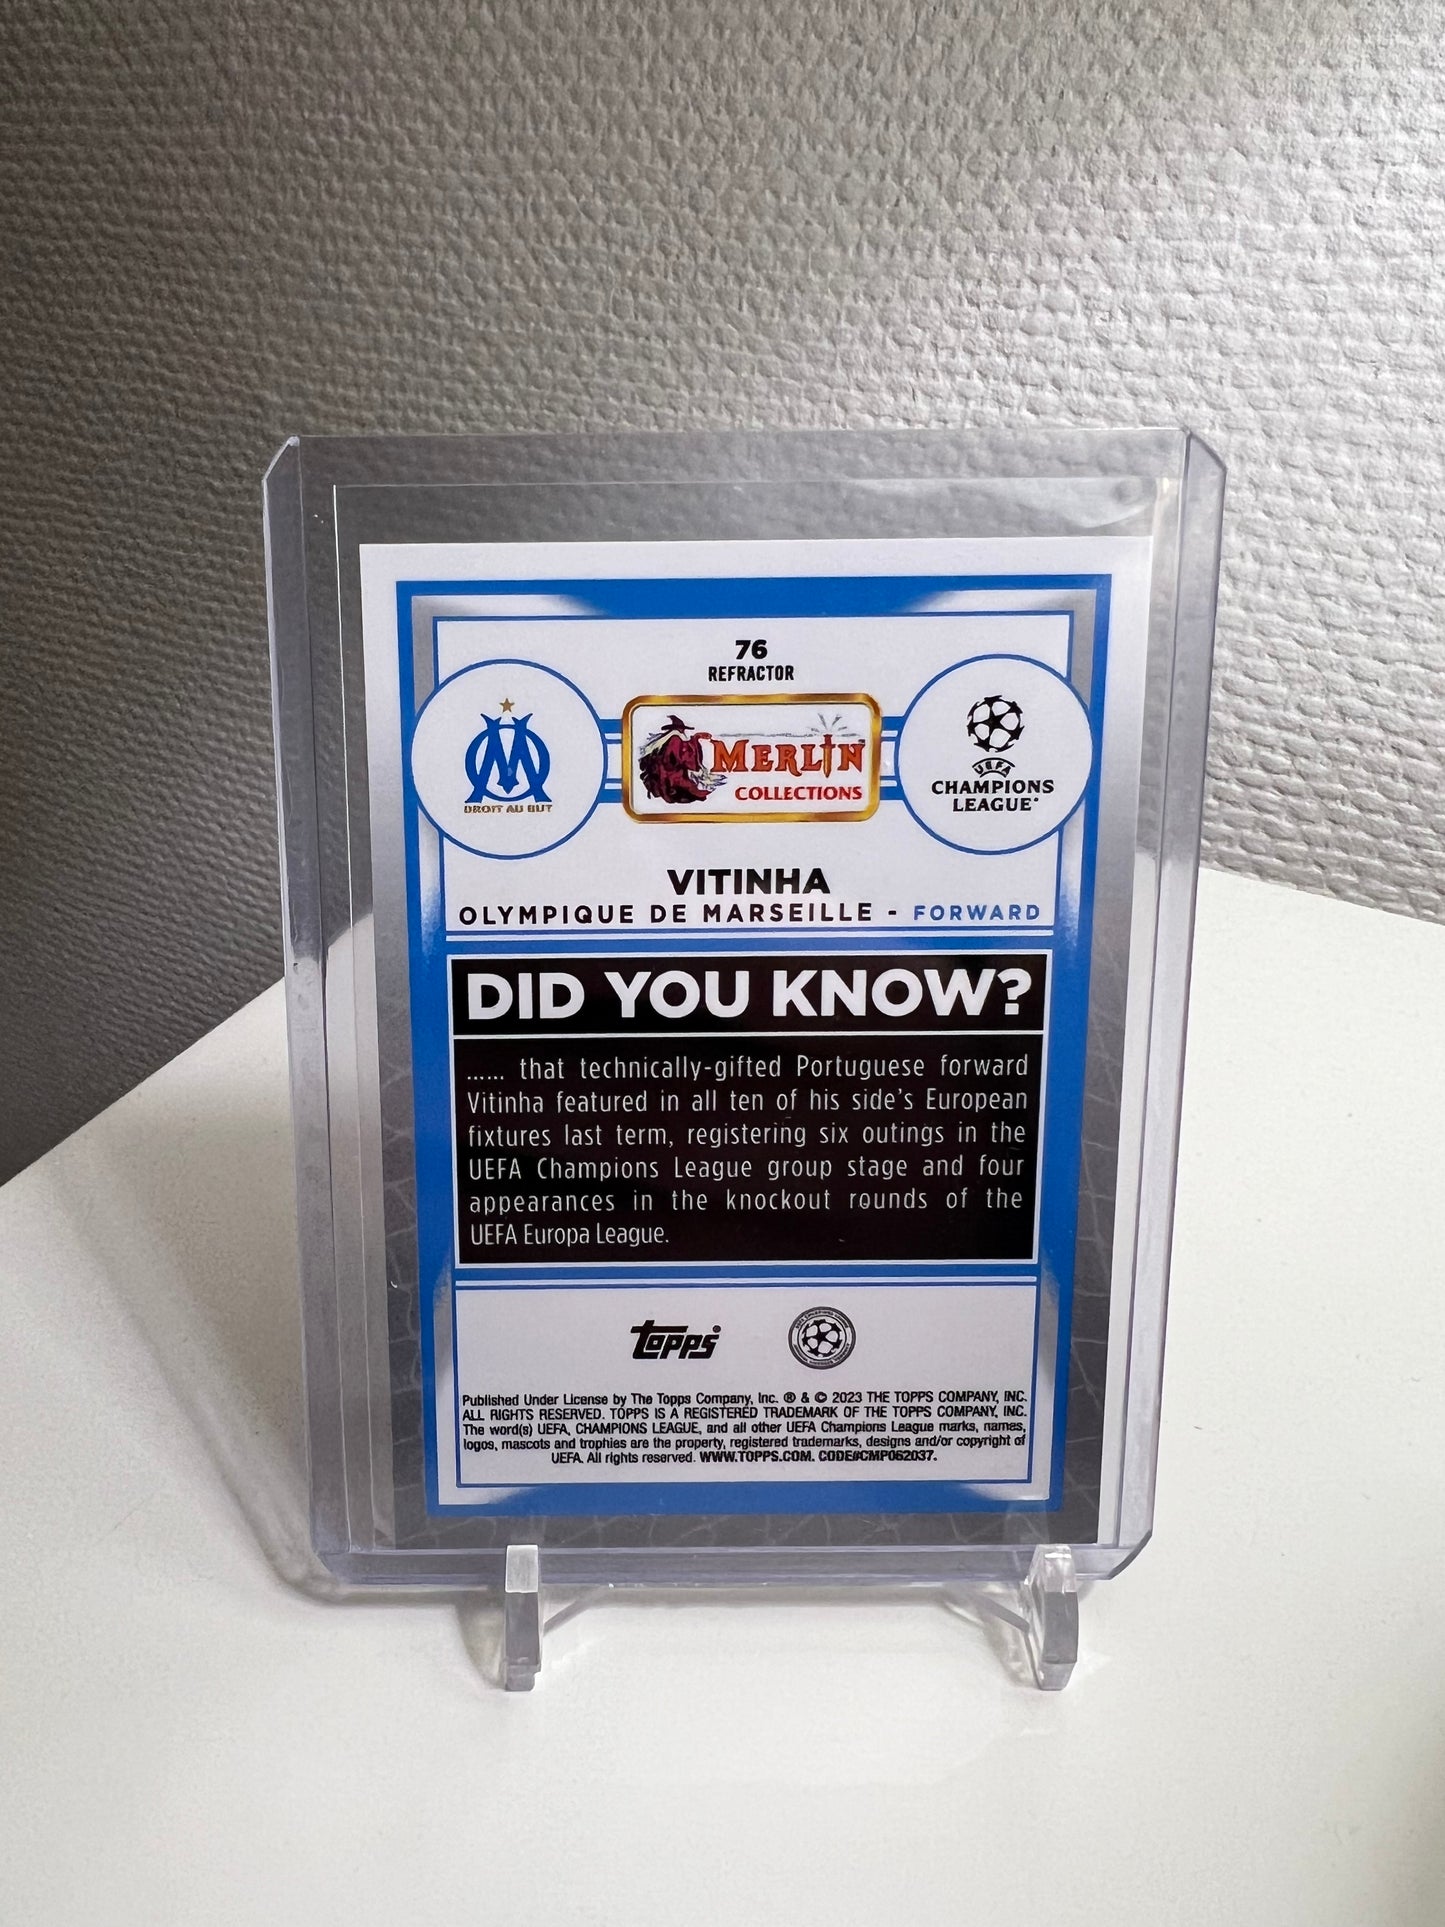 76
REFRACTOR
DROIT AU BUT
MERLIN
COLLECTIONS
UEFA
CHAMPIONS
LEAGUE®
VITINHA
OLYMPIQUE DE MARSEILLE - FORWARD
DID YOU KNOW?
...... that technically-gifted Portuguese forward
Vitinha featured in all ten of his side's European
fixtures last term, registering six outings in the
UEFA Champions League group stage and four
appearances in the knockout rounds of the
UEFA Europa League.
topps®
Published Under License by The Topps Company, Inc. ® & © 2023 THE TOPPS COMPANY, INC.
ALL RIGHTS RESERVED. TOPPS IS A REGISTERED TRADEMARK OF THE TOPPS COMPANY, INC.
The word(s) UEFA, CHAMPIONS LEAGUE, and all other UEFA Champions League marks, names,
logos, mascots and trophies are the property, registered trademarks, designs and/or copyright of
UEFA. All rights reserved. WWW.TOPPS.COM. CODE#CMP062037.